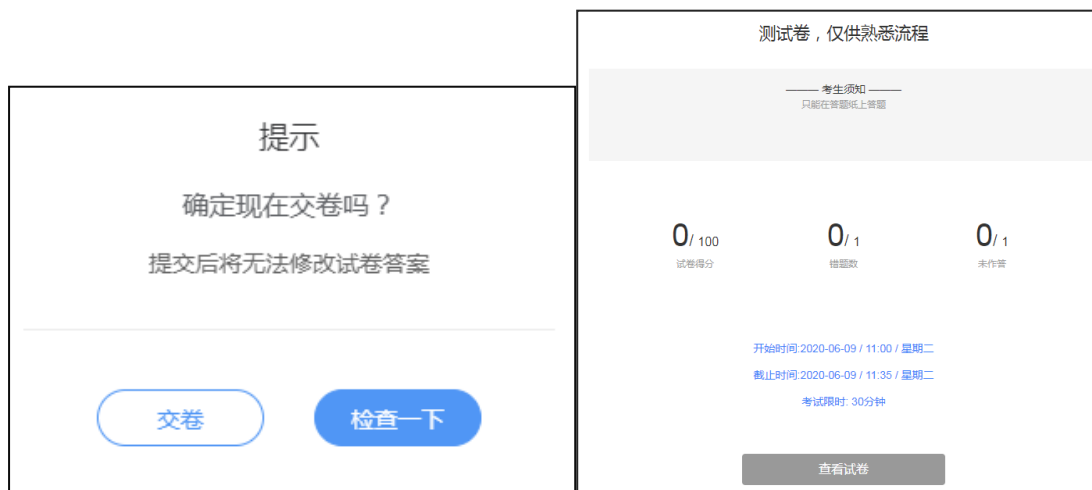 提示
确定现在交卷吗？
提交后将无法修改试卷答案
交卷
检查一下
测试卷，仅供熟悉流程
考生须知
只能在答题纸上答题
0/ 100
试卷得分
0/ 1
错题数
0/ 1
未作答
开始时间:2020-06-09 / 11:00 / 星期二
截止时间:2020-06-09 / 11:35 / 星期二
考试限时: 30分钟
查看试卷